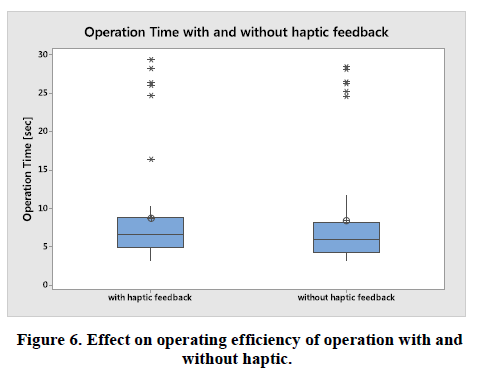 Operation Time with and without haptic feedback
30
25
20
15
10
5
0
Operation Time [sec]
with haptic feedback
without haptic feedback
Figure 6. Effect on operating efficiency of operation with and
without haptic.